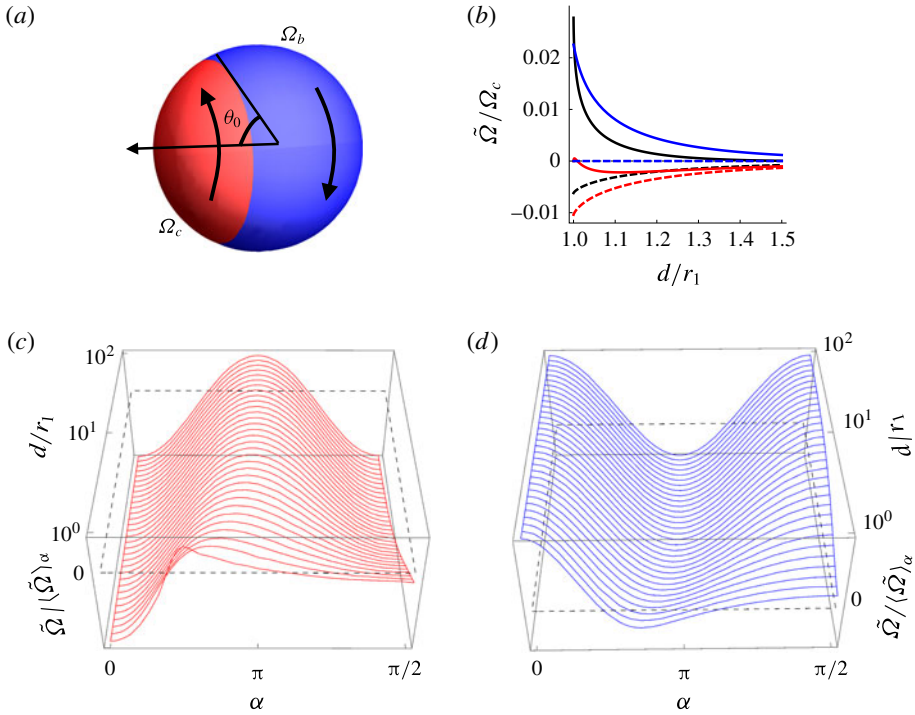 (a)
Ω_b
θ_0
Ω_c
(b)
Ω̃/Ω_c
0.02
0.01
0
−0.01
1.0 1.1 1.2 1.3 1.4 1.5
d/r_1
(c)
10^2
d/r_1
10^1
10^0
0
Ω̃/⟨Ω̃⟩_α
0 π π/2
α
(d)
10^2
10^1
d/r_1
10^0
0
Ω̃/⟨Ω̃⟩_α
0 π π/2
α